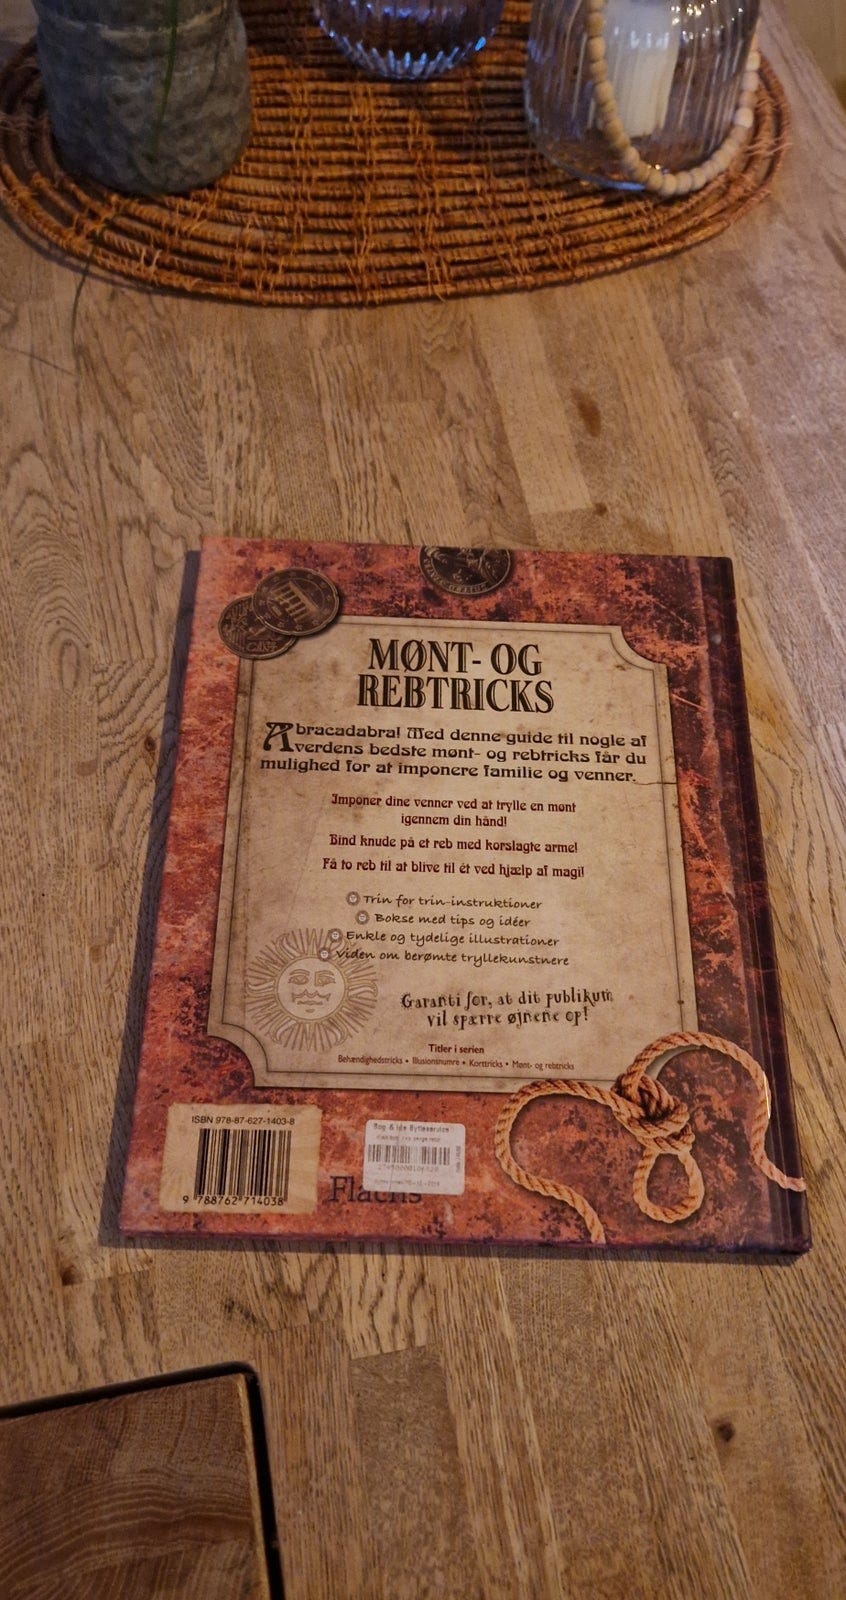 MØNT- OG
REBTRICKS
Abracadabra! Med denne guide til nogle af
verdens bedste mønt- og rebtricks får du
mulighed for at imponere familie og venner.
Imponer dine venner ved at trylle en mønt
igennem din hånd!
Bind knude på et reb med korslagte arme!
Få to reb til at blive til ét ved hjælp af magi!
Trin for trin-instruktioner
Bokse med tips og idéer
Enkle og tydelige illustrationer
Viden om berømte tryllekunstnere
Garanti for, at dit publikum
vil spærre øjnene op!
Titler i serien
Behændighedstricks • Illusionsnumre • Korttricks • Mønt- og rebtricks
ISBN 978-87-627-1403-8
9 788762 714038
Bog & ide Bytteservice
Flachs